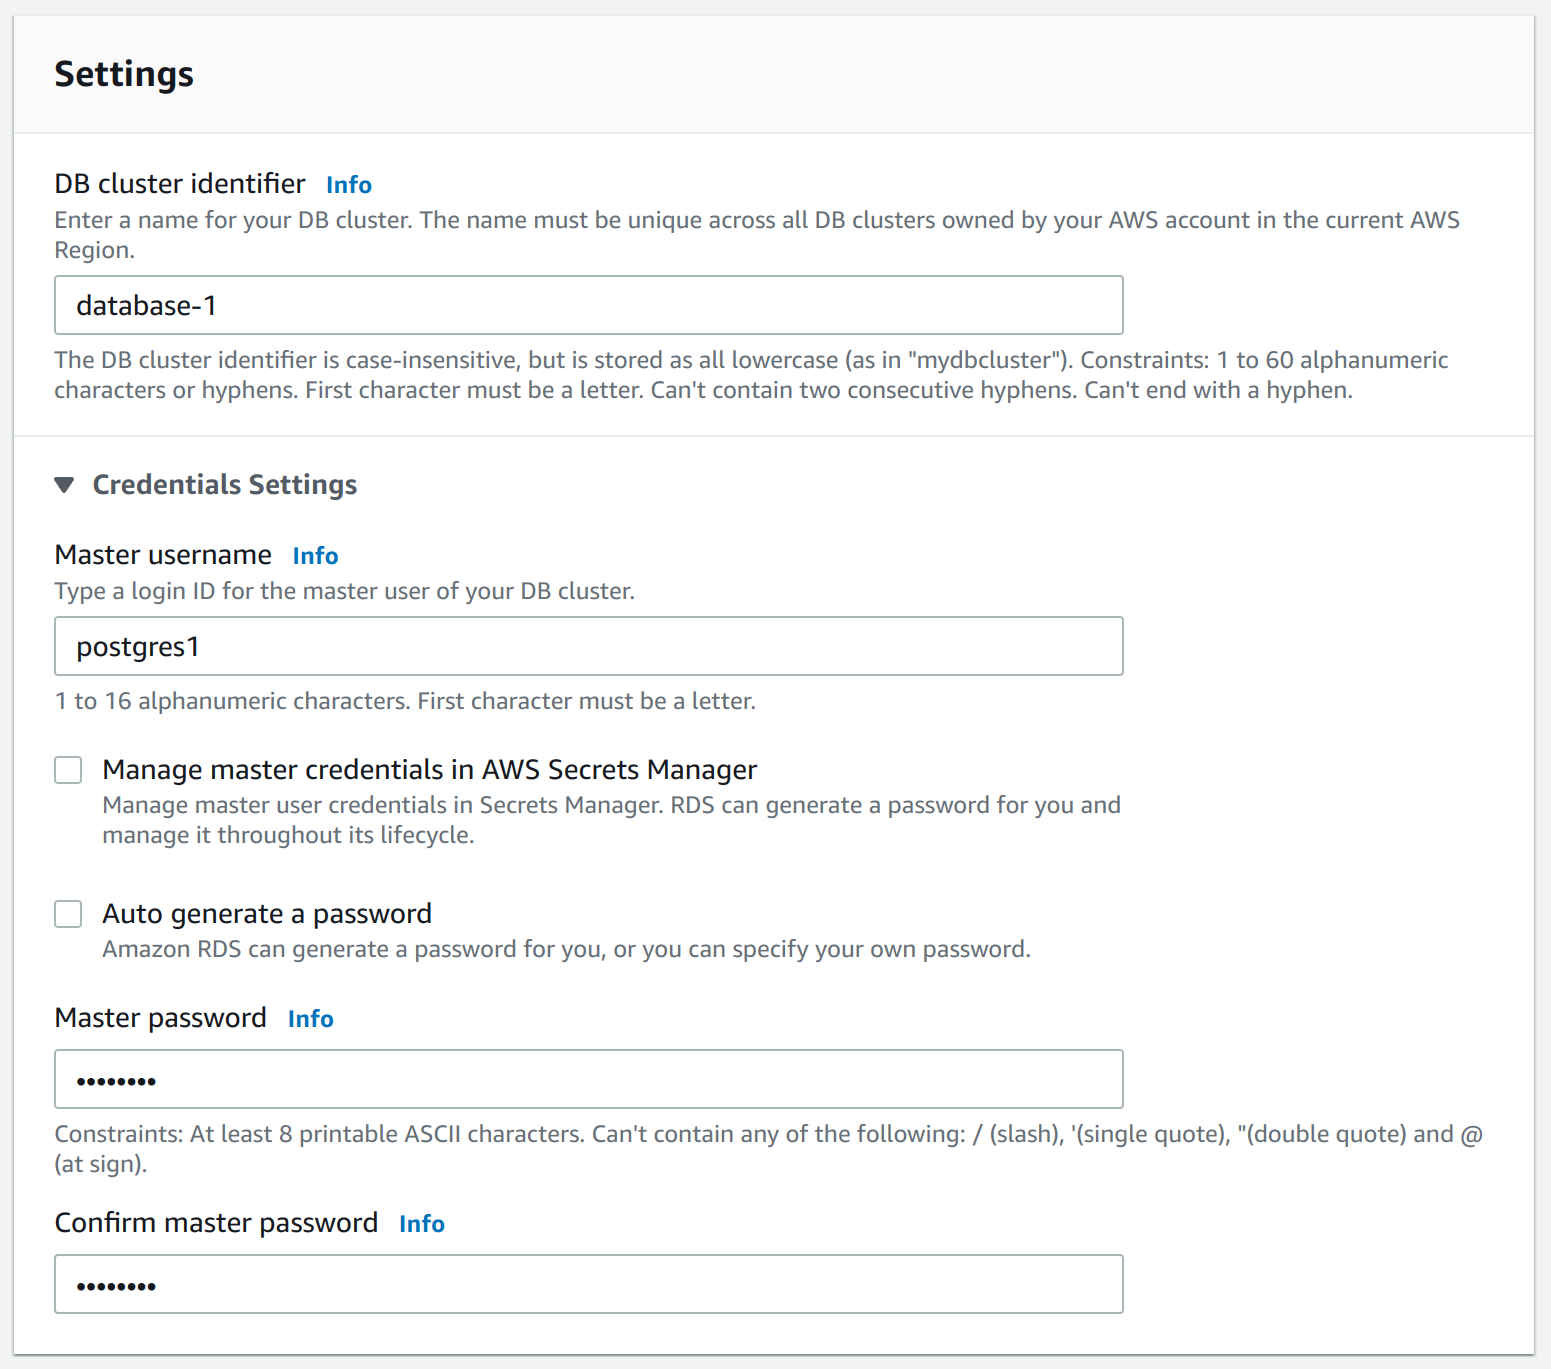 Settings
DB cluster identifier Info
Enter a name for your DB cluster. The name must be unique across all DB clusters owned by your AWS account in the current AWS
Region.
database-1
The DB cluster identifier is case-insensitive, but is stored as all lowercase (as in "mydbcluster"). Constraints: 1 to 60 alphanumeric
characters or hyphens. First character must be a letter. Can't contain two consecutive hyphens. Can't end with a hyphen.
Credentials Settings
Master username Info
Type a login ID for the master user of your DB cluster.
postgres1
1 to 16 alphanumeric characters. First character must be a letter.
Manage master credentials in AWS Secrets Manager
Manage master user credentials in Secrets Manager. RDS can generate a password for you and
manage it throughout its lifecycle.
Auto generate a password
Amazon RDS can generate a password for you, or you can specify your own password.
Master password Info
••••••••
Constraints: At least 8 printable ASCII characters. Can't contain any of the following: / (slash), '(single quote), "(double quote) and @
(at sign).
Confirm master password Info
••••••••